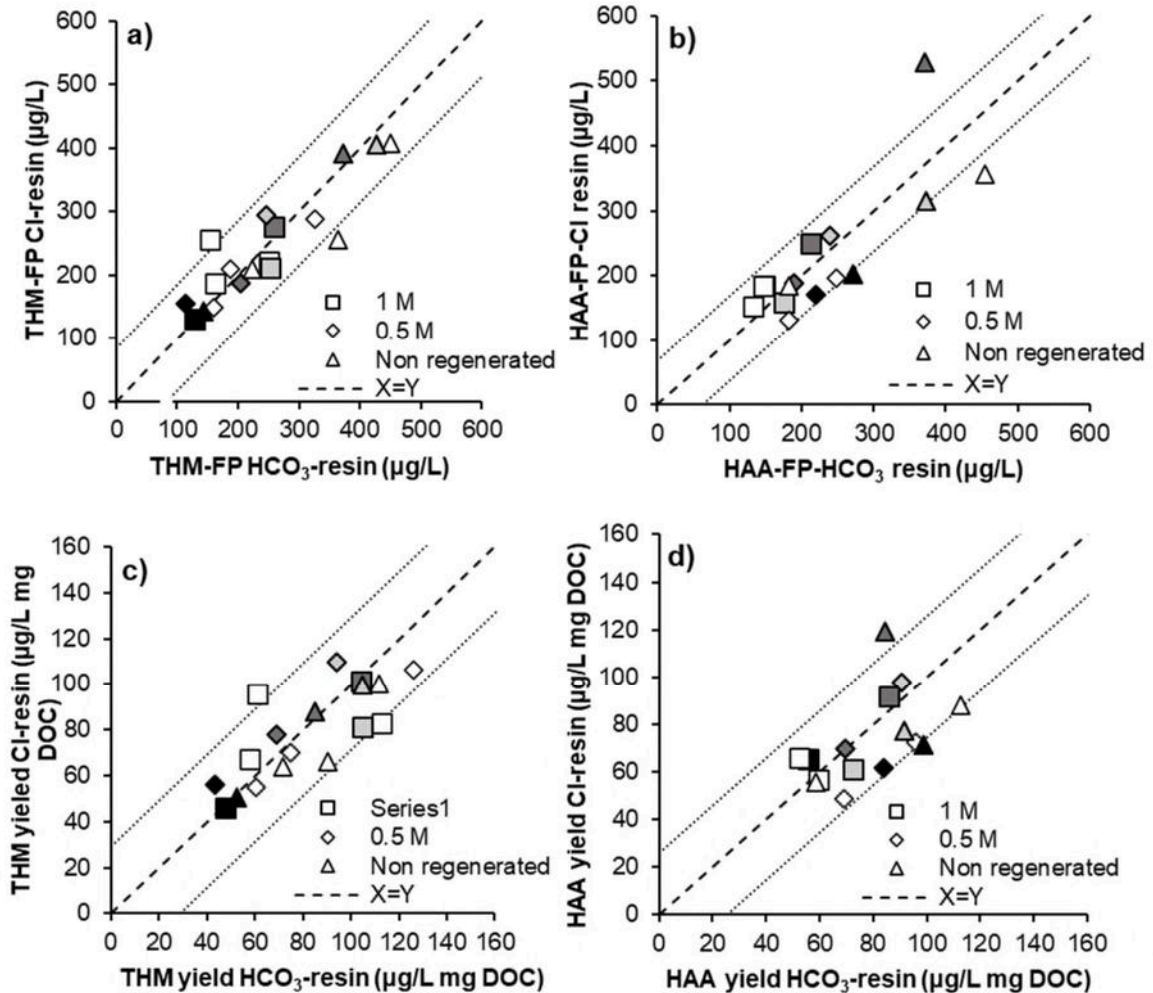 a)
THM-FP Cl-resin (µg/L)
600
500
400
300
200
100
0
1 M
0.5 M
Non regenerated
X=Y
0 100 200 300 400 500 600
THM-FP HCO₃-resin (µg/L)
b)
HAA-FP-Cl resin (µg/L)
600
500
400
300
200
100
0
1 M
0.5 M
Non regenerated
X=Y
0 100 200 300 400 500 600
HAA-FP-HCO₃ resin (µg/L)
c)
THM yieled Cl-resin (µg/L mg
DOC)
160
140
120
100
80
60
40
20
0
Series1
0.5 M
Non regenerated
X=Y
0 20 40 60 80 100 120 140 160
THM yield HCO₃-resin (µg/L mg DOC)
d)
HAA yield Cl-resin (µg/L mg DOC)
160
140
120
100
80
60
40
20
0
1 M
0.5 M
Non regenerated
X=Y
0 20 40 60 80 100 120 140 160
HAA yield HCO₃-resin (µg/L mg DOC)